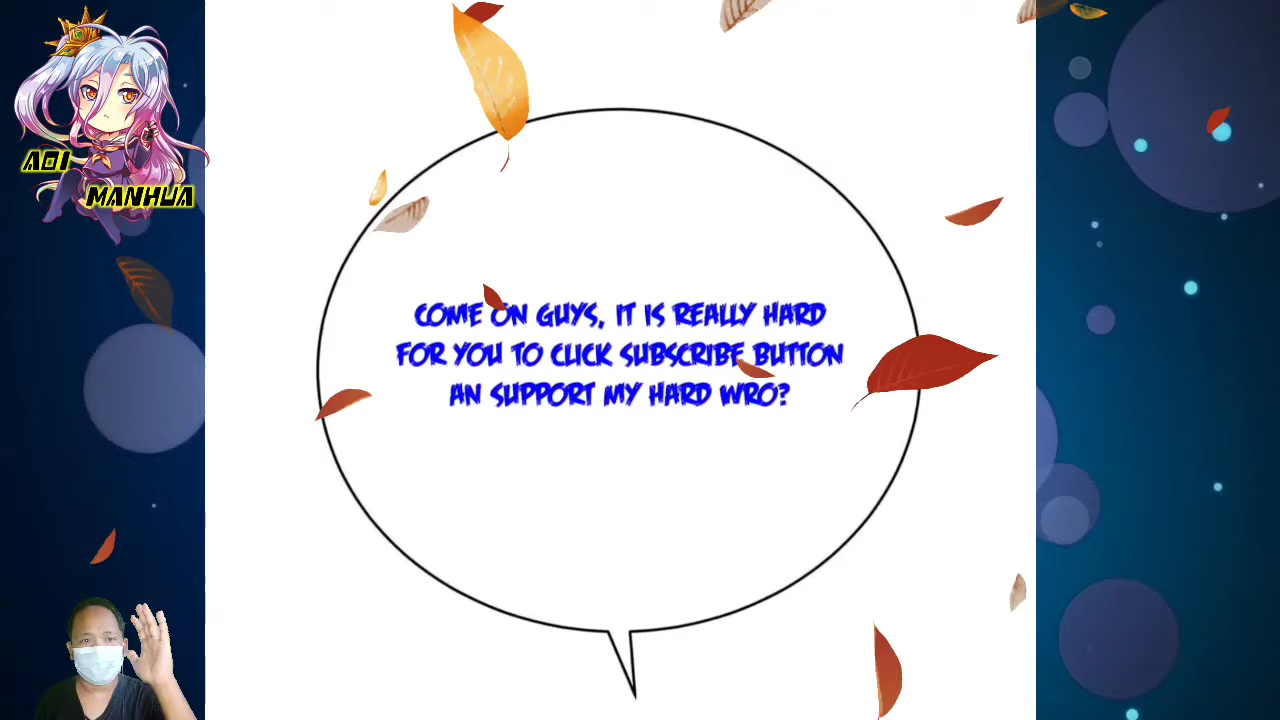 AOI
MANHUA
COME ON GUYS, IT IS REALLY HARD
FOR YOU TO CLICK SUBSCRIBE BUTTON
AN SUPPORT MY HARD WRO?